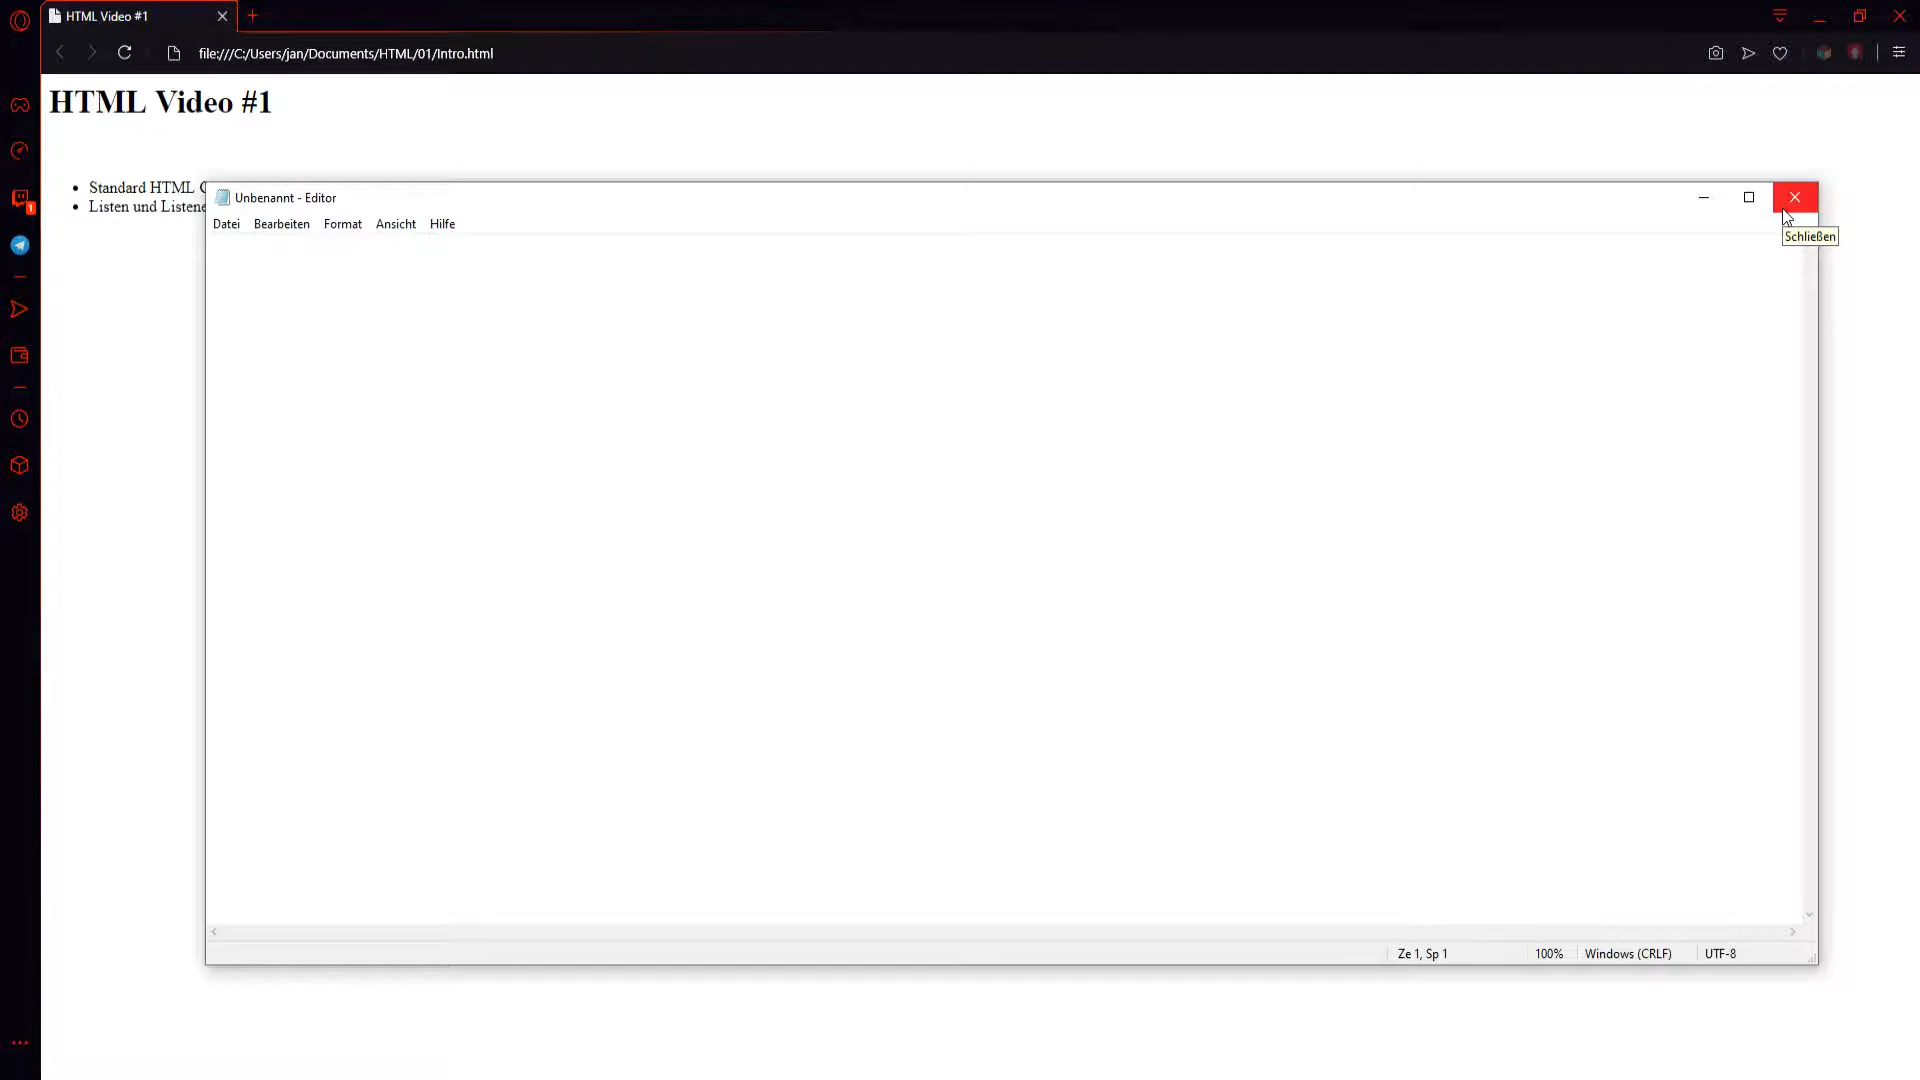 HTML Video #1
file:///C:/Users/jan/Documents/HTML/01/Intro.html
HTML Video #1
Standard HTML
Listen und
1
Unbenannt - Editor
Datei Bearbeiten Format Ansicht Hilfe
Schließen
Ze 1, Sp 1 100% Windows (CRLF) UTF-8